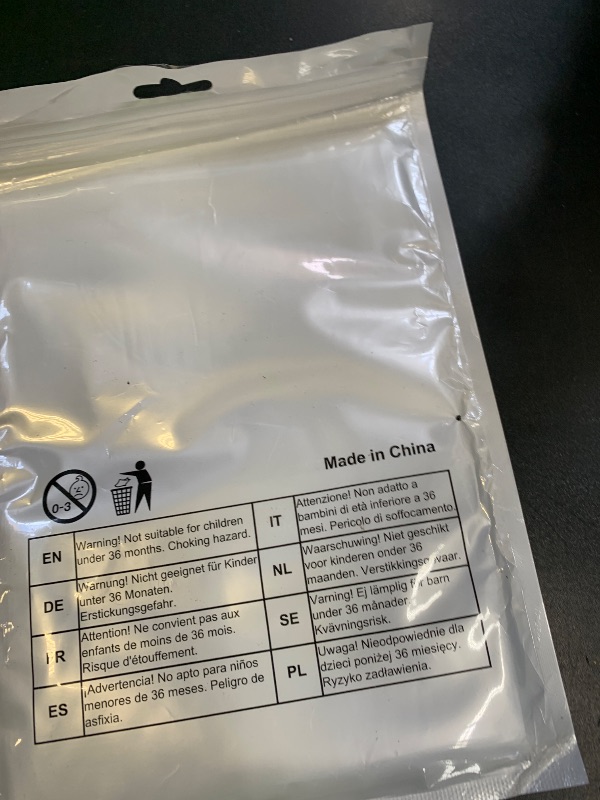 Made in China
0-3
EN
Warning! Not suitable for children
under 36 months. Choking hazard.
DE
Warnung! Nicht geeignet für Kinder
unter 36 Monaten.
Erstickungsgefahr.
FR
Attention! Ne convient pas aux
enfants de moins de 36 mois.
Risque d'étouffement.
ES
¡Advertencia! No apto para niños
menores de 36 meses. Peligro de
asfixia.
IT
Attenzione! Non adatto a
bambini di età inferiore a 36
mesi. Pericolo di soffocamento.
NL
Waarschuwing! Niet geschikt
voor kinderen onder 36
maanden. Verstikkingsgevaar.
SE
Varning! Ej lämplig för barn
under 36 månader.
Kvävningsrisk.
PL
Uwaga! Nieodpowiednie dla
dzieci poniżej 36 miesięcy.
Ryzyko zadławienia.